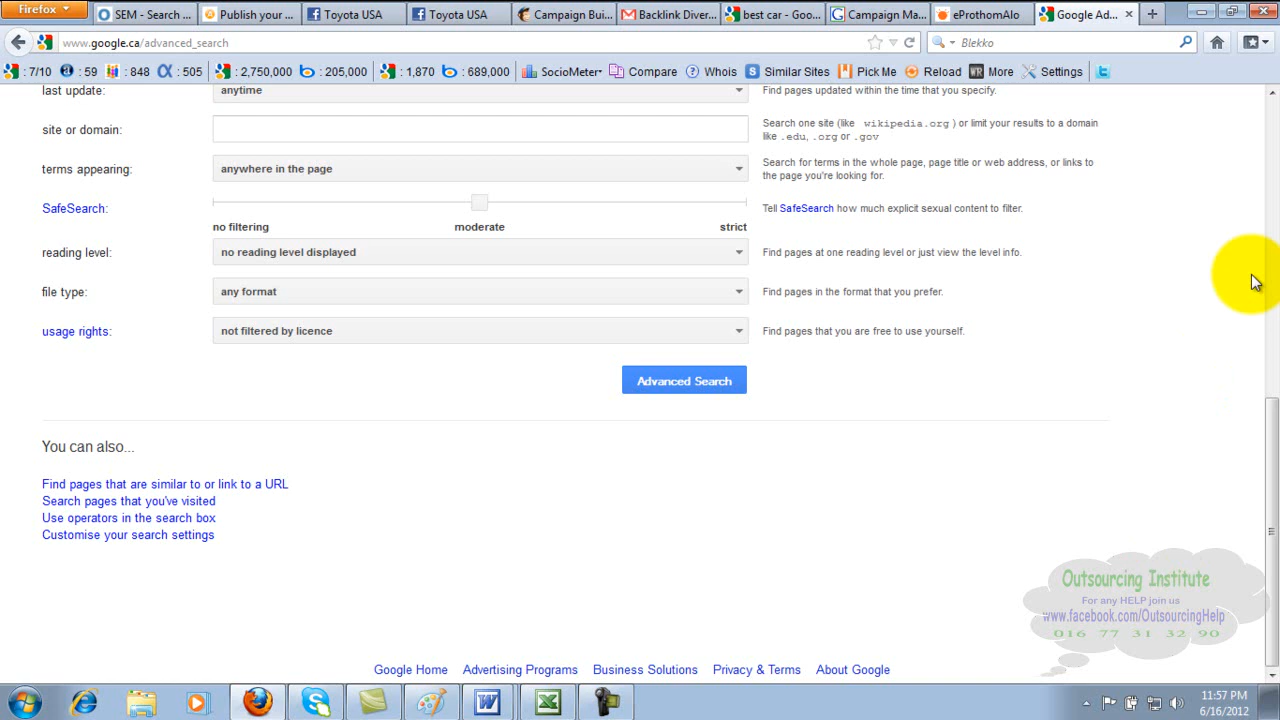 Firefox
SEM - Search ...
Publish your ...
Toyota USA
Toyota USA
Campaign Bui...
Backlink Diver...
best car - Goo...
Campaign Ma...
eProthomAlo
Google Ad...
www.google.ca/advanced_search
Blekko
: 7/10 : 59 : 848 : 505 : 2,750,000 : 205,000 : 1,870 : 689,000 SocioMeter Compare Whois Similar Sites Pick Me Reload More Settings
last update: anytime Find pages updated within the time that you specify.
site or domain: Search one site (like wikipedia.org ) or limit your results to a domain
like .edu, .org or .gov
terms appearing: anywhere in the page Search for terms in the whole page, page title or web address, or links to
the page you're looking for.
SafeSearch: Tell SafeSearch how much explicit sexual content to filter.
no filtering moderate strict
reading level: no reading level displayed Find pages at one reading level or just view the level info.
file type: any format Find pages in the format that you prefer.
usage rights: not filtered by licence Find pages that you are free to use yourself.
Advanced Search
You can also...
Find pages that are similar to or link to a URL
Search pages that you've visited
Use operators in the search box
Customise your search settings
Outsourcing Institute
For any HELP join us
www.facebook.com/OutsourcingHelp
016 77 31 32 90
Google Home Advertising Programs Business Solutions Privacy & Terms About Google
11:57 PM
6/16/2012